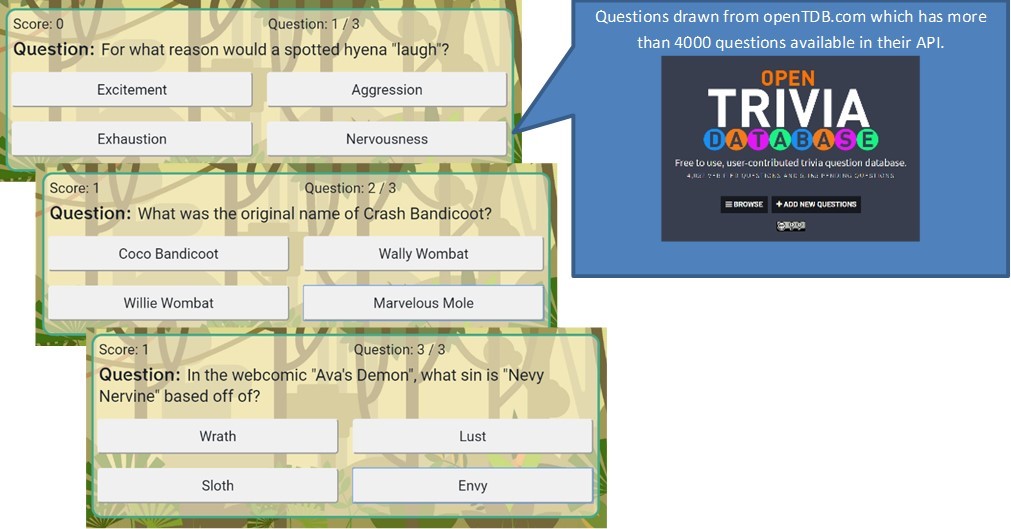 Score: 0
Question: 1 / 3
Question: For what reason would a spotted hyena "laugh"?
Excitement
Aggression
Exhaustion
Nervousness
Score: 1
Question: 2 / 3
Question: What was the original name of Crash Bandicoot?
Coco Bandicoot
Wally Wombat
Willie Wombat
Marvelous Mole
Score: 1
Question: 3 / 3
Question: In the webcomic "Ava's Demon", what sin is "Nevy
Nervine" based off of?
Wrath
Lust
Sloth
Envy
Questions drawn from openTDB.com which has more
than 4000 questions available in their API.
OPEN
TRIVIA
DATABASE
Free to use, user-contributed trivia question database.
BROWSE
+ ADD NEW QUESTIONS